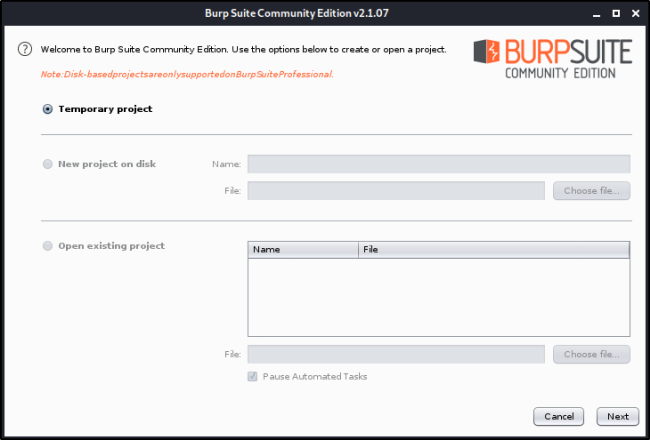 Burp Suite Community Edition v2.1.07
Welcome to Burp Suite Community Edition. Use the options below to create or open a project.
Note:Disk-basedprojectsareonlysupportedonBurpSuiteProfessional.
BURPSUITE
COMMUNITY EDITION
Temporary project
New project on disk
Name:
File:
Choose file...
Open existing project
Name
File
File:
Choose file...
Pause Automated Tasks
Cancel
Next